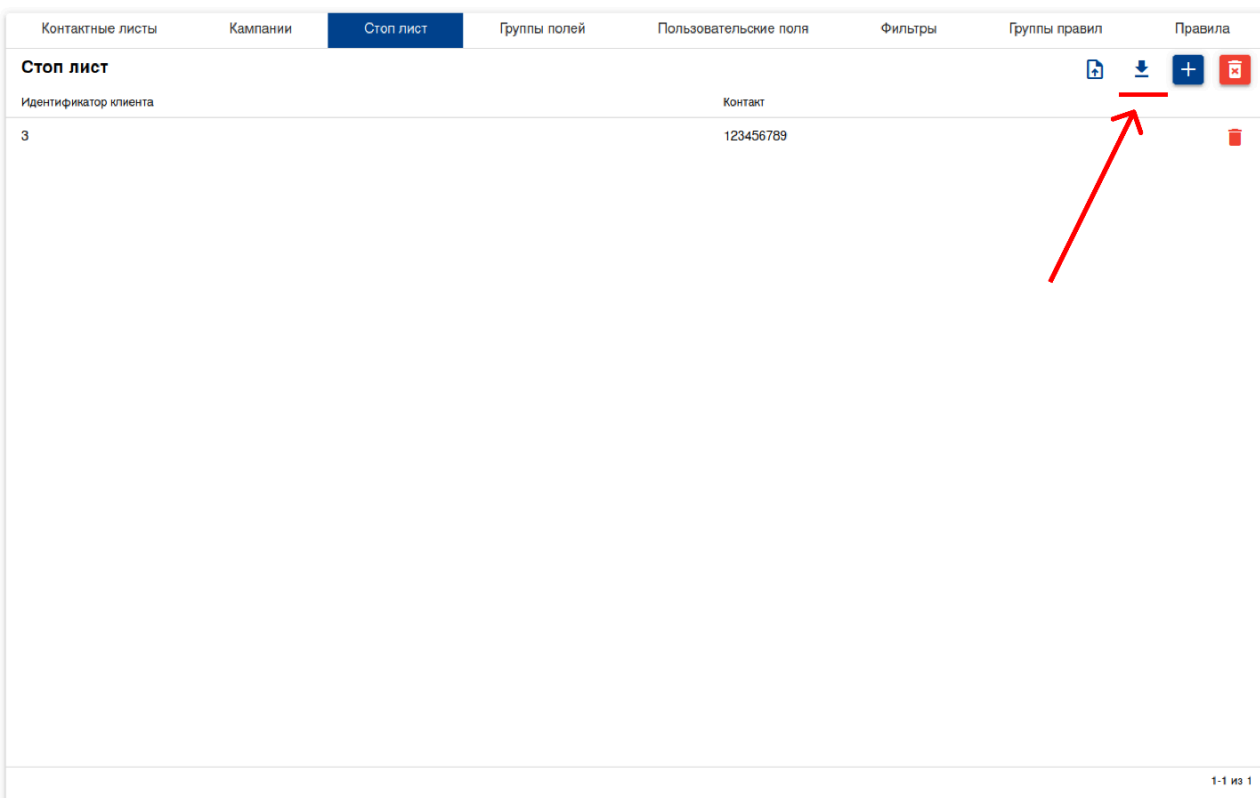 Контактные листы Кампании Стоп лист Группы полей Пользовательские поля Фильтры Группы правил Правила
Стоп лист
Идентификатор клиента Контакт
3 123456789
1-1 из 1